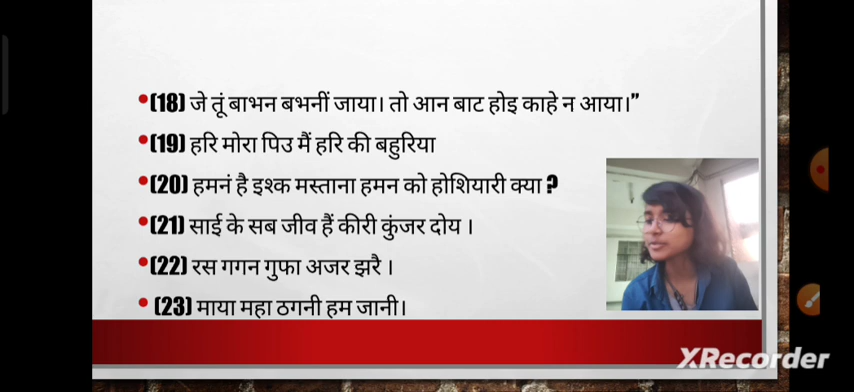 •(18) जे तूं बाभन बभनीं जाया। तो आन बाट होइ काहे न आया।”
•(19) हरि मोरा पिउ मैं हरि की बहुरिया
•(20) हमनं है इश्क मस्ताना हमन को होशियारी क्या ?
•(21) साई के सब जीव हैं कीरी कुंजर दोय ।
•(22) रस गगन गुफा अजर झरै ।
• (23) माया महा ठगनी हम जानी।
XRecorder